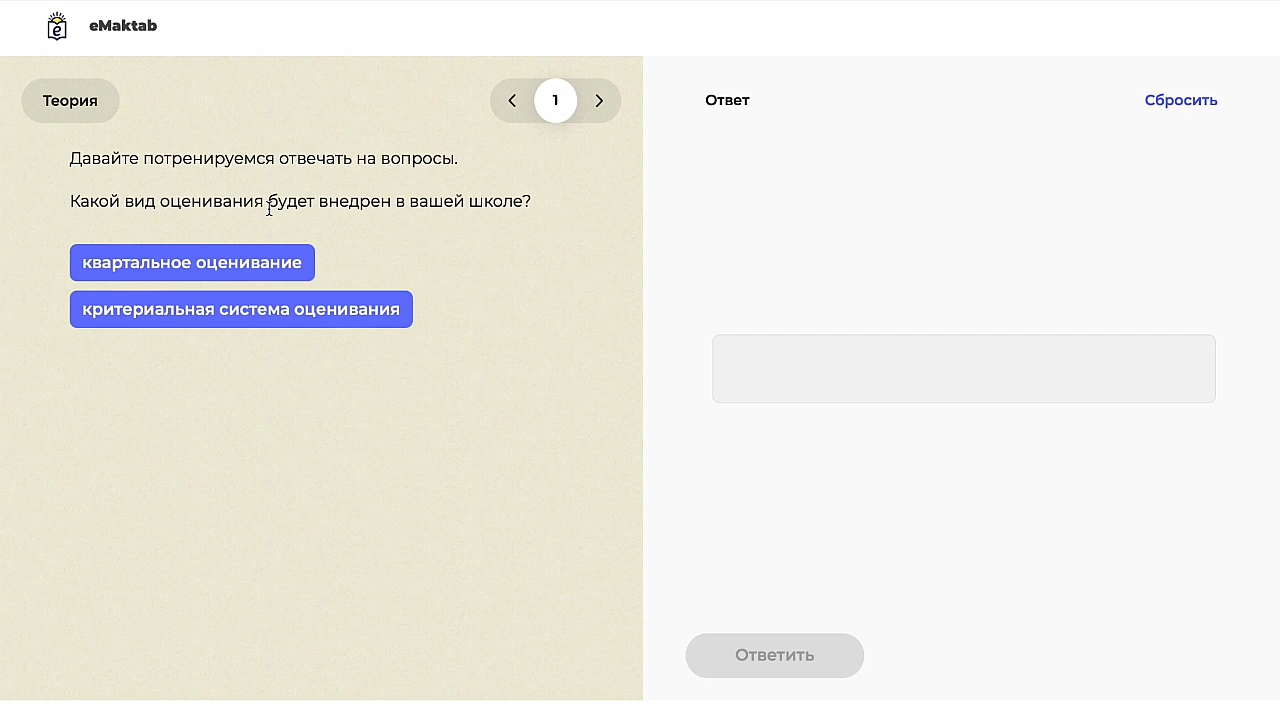 eMaktab
Теория
1
Ответ
Сбросить
Давайте потренируемся отвечать на вопросы.
Какой вид оценивания будет внедрен в вашей школе?
квартальное оценивание
критериальная система оценивания
Ответить